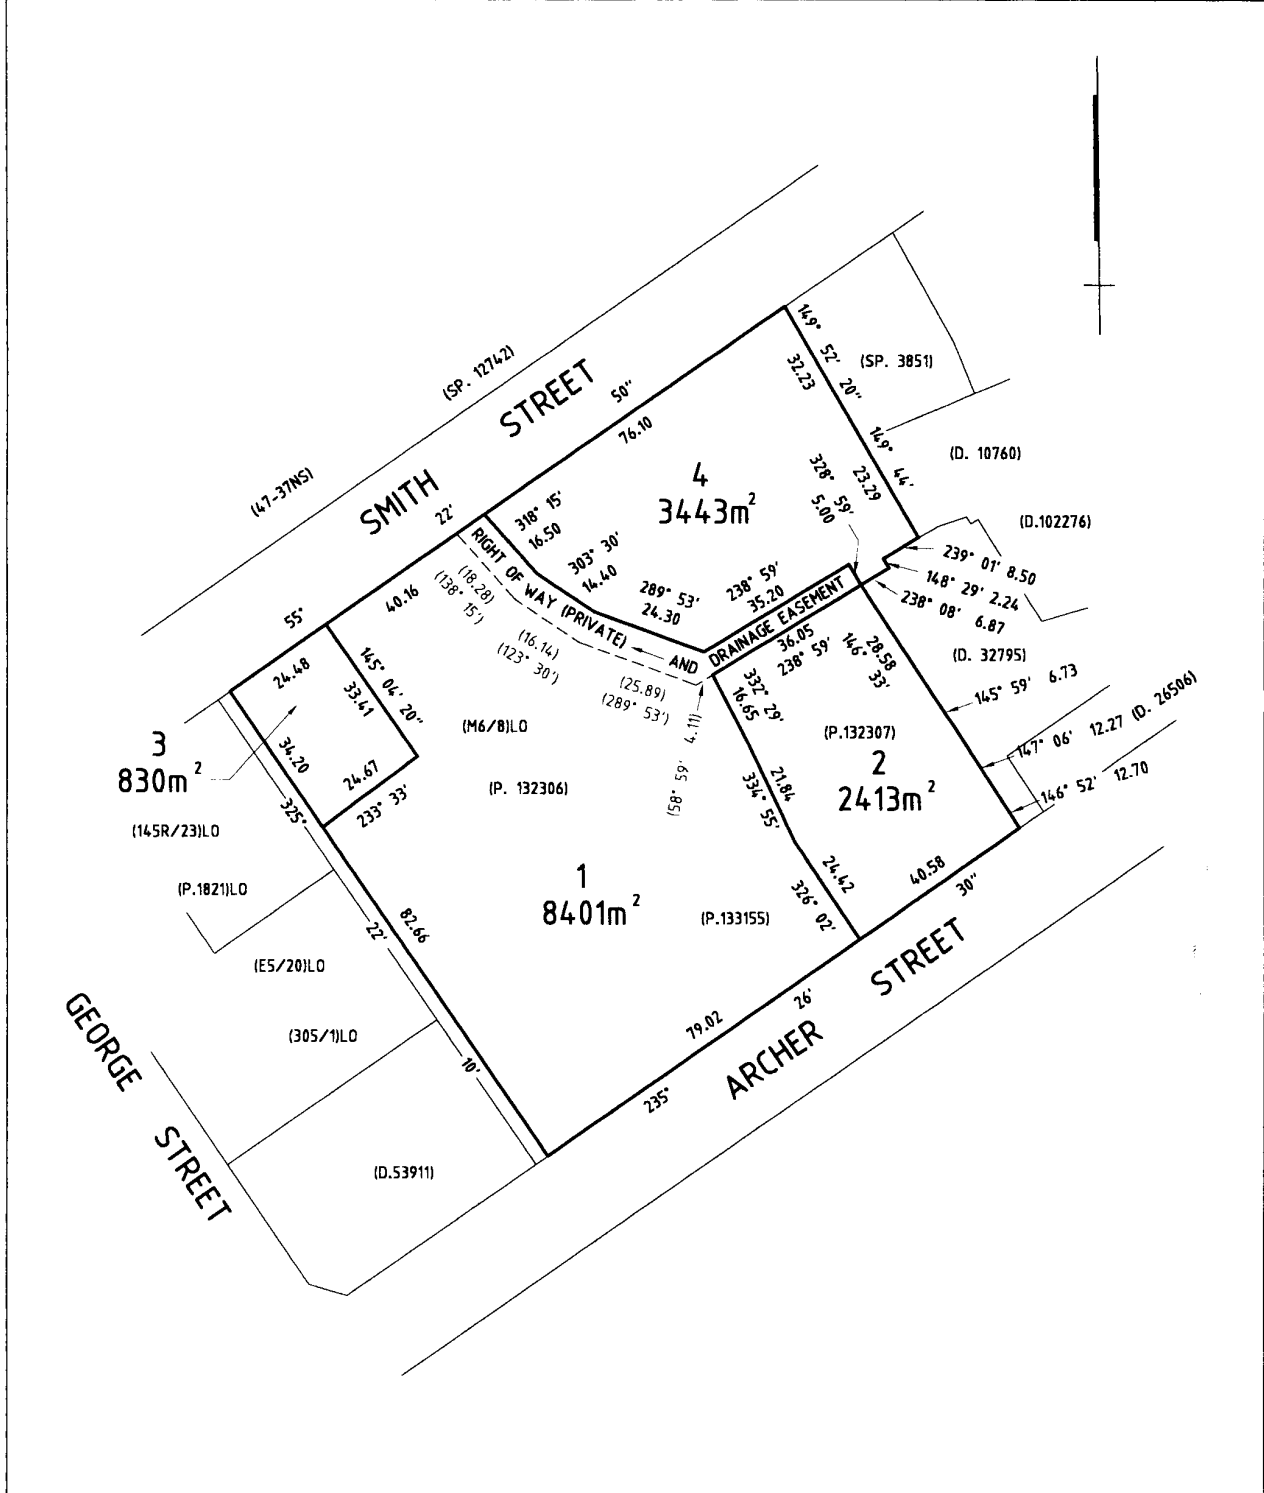 (SP. 12742)
(47-37NS)
SMITH STREET
55° 22' 50"
76.10
40.16
24.48
149° 52' 20"
32.23
(SP. 3851)
149° 44'
23.29
(D. 10760)
(D.102276)
4
3443m²
328° 59'
5.00
318° 15'
16.50
303° 30'
14.40
289° 53'
24.30
238° 59'
35.20
RIGHT OF WAY (PRIVATE) AND DRAINAGE EASEMENT
36.05
238° 59'
239° 01' 8.50
148° 29' 2.24
238° 08' 6.87
(D. 32795)
145° 59' 6.73
147° 06' 12.27 (D. 26506)
146° 52' 12.70
(18.28)
(138° 15')
(16.14)
(123° 30')
(25.89)
(289° 53')
(58° 59' 4.11)
145° 04' 20"
33.41
34.20
24.67
233° 33'
3
830m²
(145R/23)LO
(P.1821)LO
(E5/20)LO
(305/1)LO
(D.53911)
325° 22' 10'
82.66
(M6/8)LO
(P. 132306)
1
8401m²
(P.133155)
332° 29'
16.65
334° 55'
21.84
326° 02'
24.42
146° 33'
28.58
(P.132307)
2
2413m²
40.58
79.02
235° 26' 30"
ARCHER STREET
GEORGE STREET